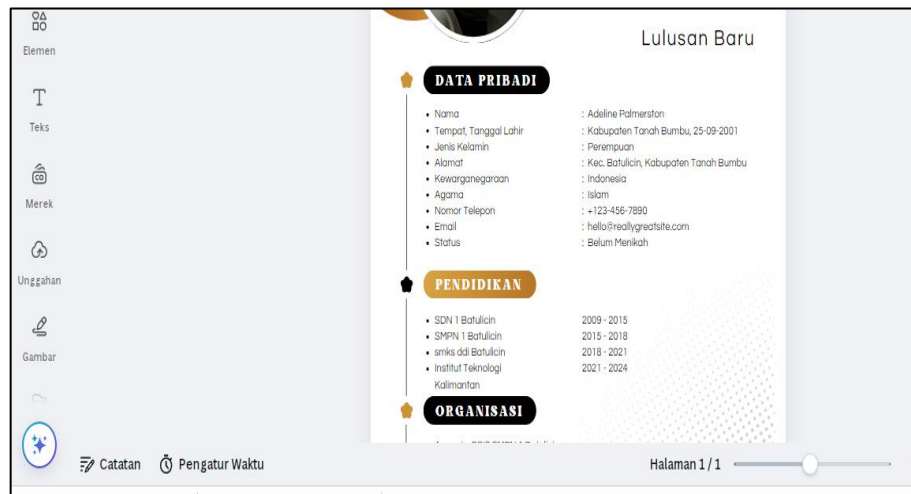 Elemen
Teks
Merek
Unggahan
Gambar
Lulusan Baru
DATA PRIBADI
• Nama : Adeline Palmerston
• Tempat, Tanggal Lahir : Kabupaten Tanah Bumbu, 25-09-2001
• Jenis Kelamin : Perempuan
• Alamat : Kec. Batulicin, Kabupaten Tanah Bumbu
• Kewarganegaraan : Indonesia
• Agama : Islam
• Nomor Telepon : +123-456-7890
• Email : hello@reallygreatsite.com
• Status : Belum Menikah
PENDIDIKAN
• SDN 1 Batulicin 2009 - 2015
• SMPN 1 Batulicin 2015 - 2018
• smks ddi Batulicin 2018 - 2021
• Institut Teknologi 2021 - 2024
Kalimantan
ORGANISASI
Catatan Pengatur Waktu Halaman 1 / 1